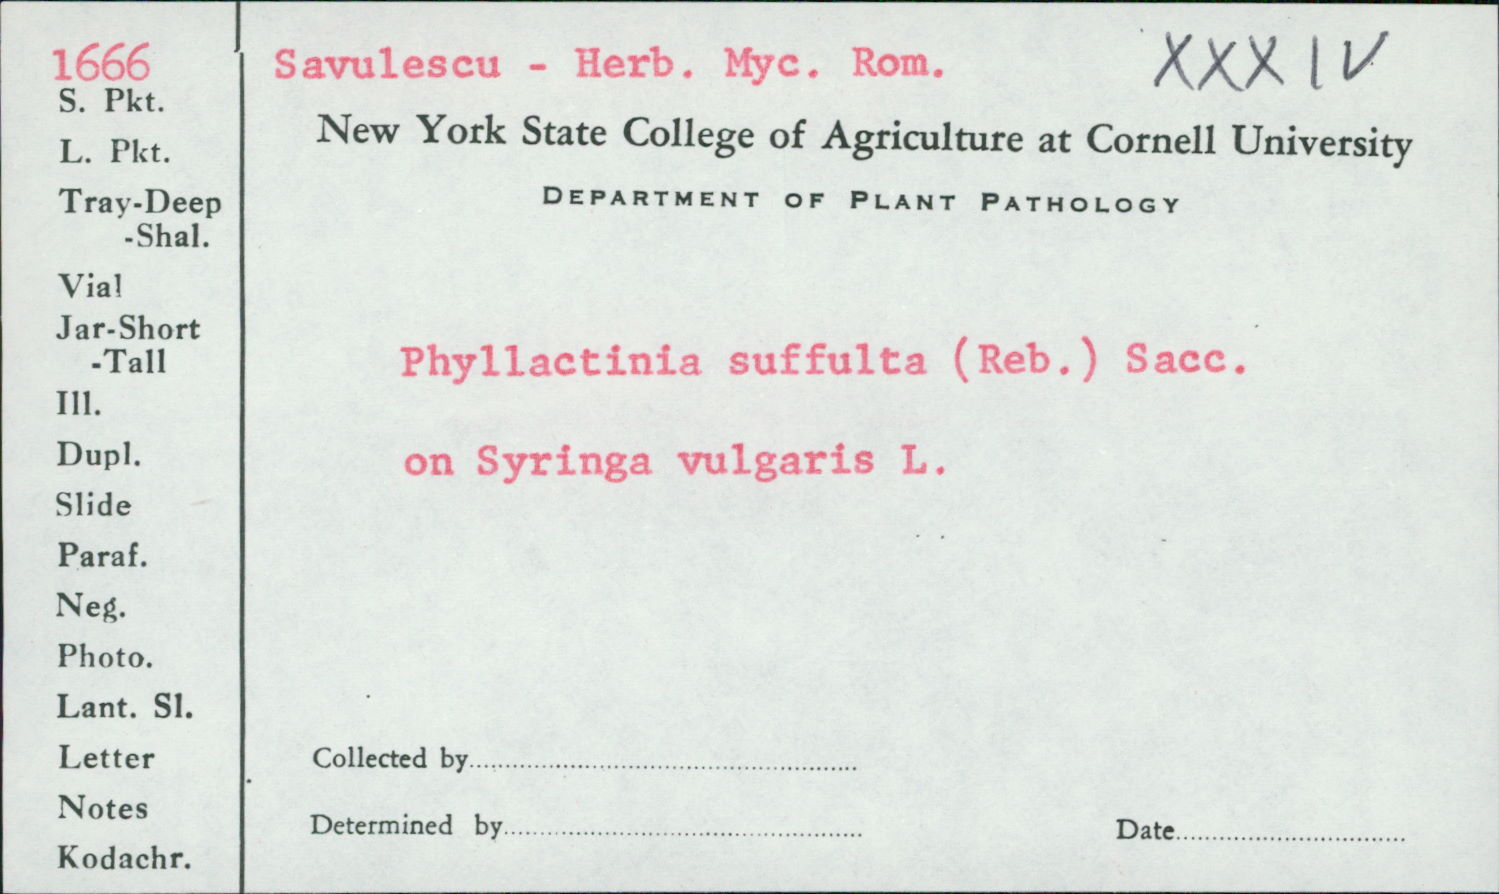 1666
S. Pkt.
L. Pkt.
Tray-Deep
-Shal.
Vial
Jar-Short
-Tall
Ill.
Dupl.
Slide
Paraf.
Neg.
Photo.
Lant. Sl.
Letter
Notes
Kodachr.
Savulescu - Herb. Myc. Rom.
XXXIV
New York State College of Agriculture at Cornell University
DEPARTMENT OF PLANT PATHOLOGY
Phyllactinia suffulta (Reb.) Sacc.
on Syringa vulgaris L.
Collected by
Determined by
Date